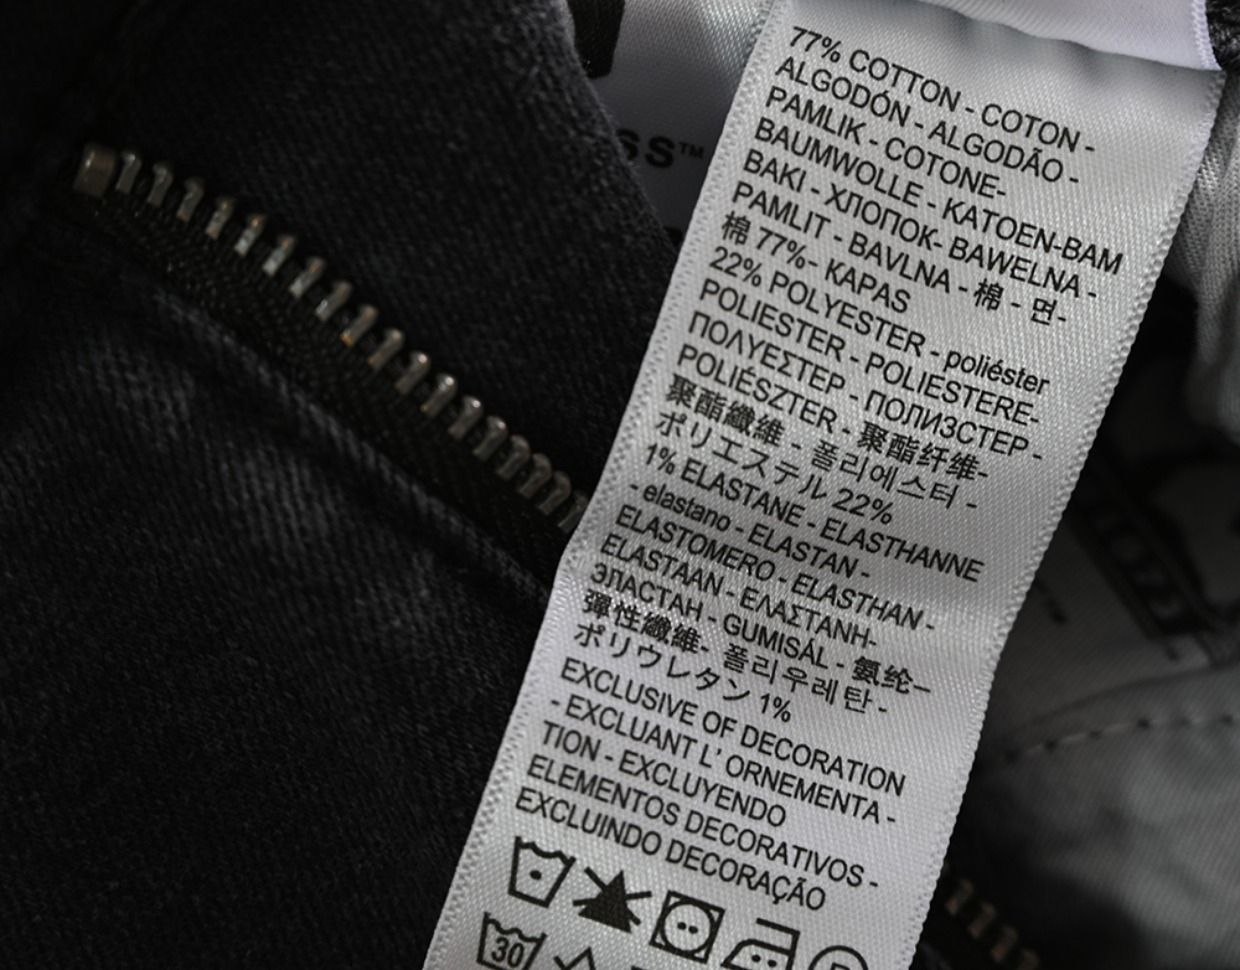 SS™
77% COTTON - COTON -
ALGODÓN - ALGODÃO -
PAMLIK - COTONE-
BAUMWOLLE - KATOEN-BAM
BAKI - ΧΛΟΠΟΚ- BAWELNA -
PAMLIT - BAVLNA - 棉 - 면-
棉 77%- KAPAS
22% POLYESTER - poliéster
POLIESTER - POLIESTERE-
ΠΟΛΥΕΣΤΕΡ - ПОЛИЗСТЕР -
POLIÉSZTER - 聚酯纤维-
聚酯纖維 - 폴리에스터 -
ポリエステル 22%
1% ELASTANE - ELASTHANNE
- elastano - ELASTAN -
ELASTOMERO - ELASTHAN -
ELASTAAN - ΕΛΑΣΤΑΝΗ-
ЭЛАСТАН - GUMISÁL - 氨纶–
彈性纖維- 폴리우레탄 -
ポリウレタン 1%
EXCLUSIVE OF DECORATION
- EXCLUANT L' ORNEMENTA -
TION - EXCLUYENDO
ELEMENTOS DECORATIVOS -
EXCLUINDO DECORAÇÃO
30